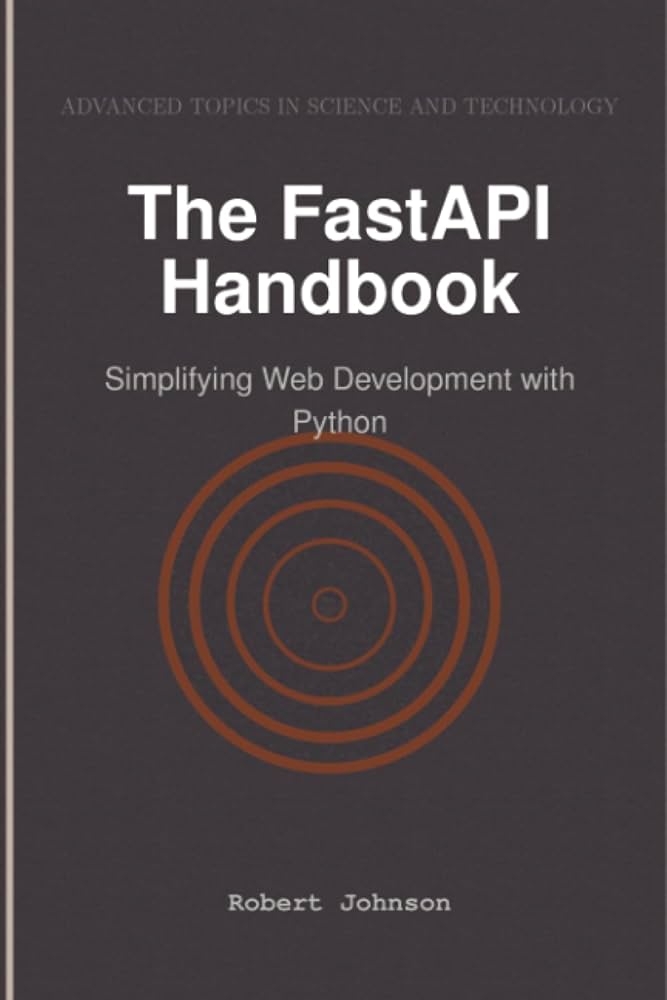 ADVANCED TOPICS IN SCIENCE AND TECHNOLOGY
The FastAPI
Handbook
Simplifying Web Development with
Python
Robert Johnson